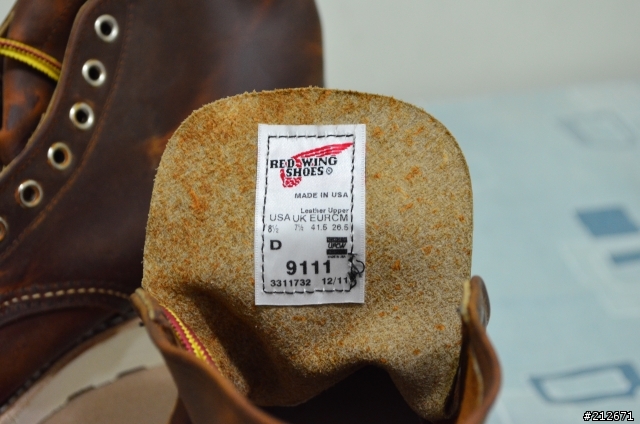 RED WING
SHOES ®
MADE IN USA
Leather Upper
USA UK EUR CM
8½ 7½ 41.5 26.5
D
9111
3311732 12/11
#212671